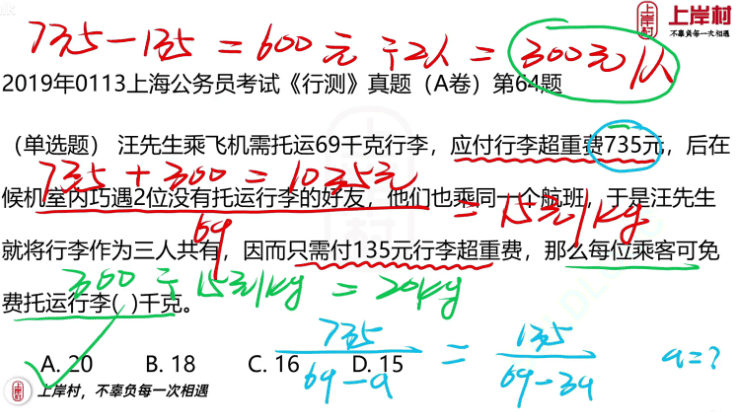 上岸村
不辜负每一次相遇
735-135=600元÷2人=300元/人
2019年0113上海公务员考试《行测》真题（A卷）第64题
（单选题） 汪先生乘飞机需托运69千克行李，应付行李超重费735元，后在
735+300=1035元
候机室内巧遇2位没有托运行李的好友，他们也乘同一个航班，于是汪先生
69
=15元/kg
就将行李作为三人共有，因而只需付135元行李超重费，那么每位乘客可免
300÷15元/kg=20kg
费托运行李( )千克。
735
135
A. 20 B. 18 C. 16 D. 15
=
a=?
69-a
69-3a
上岸村
上岸村，不辜负每一次相遇